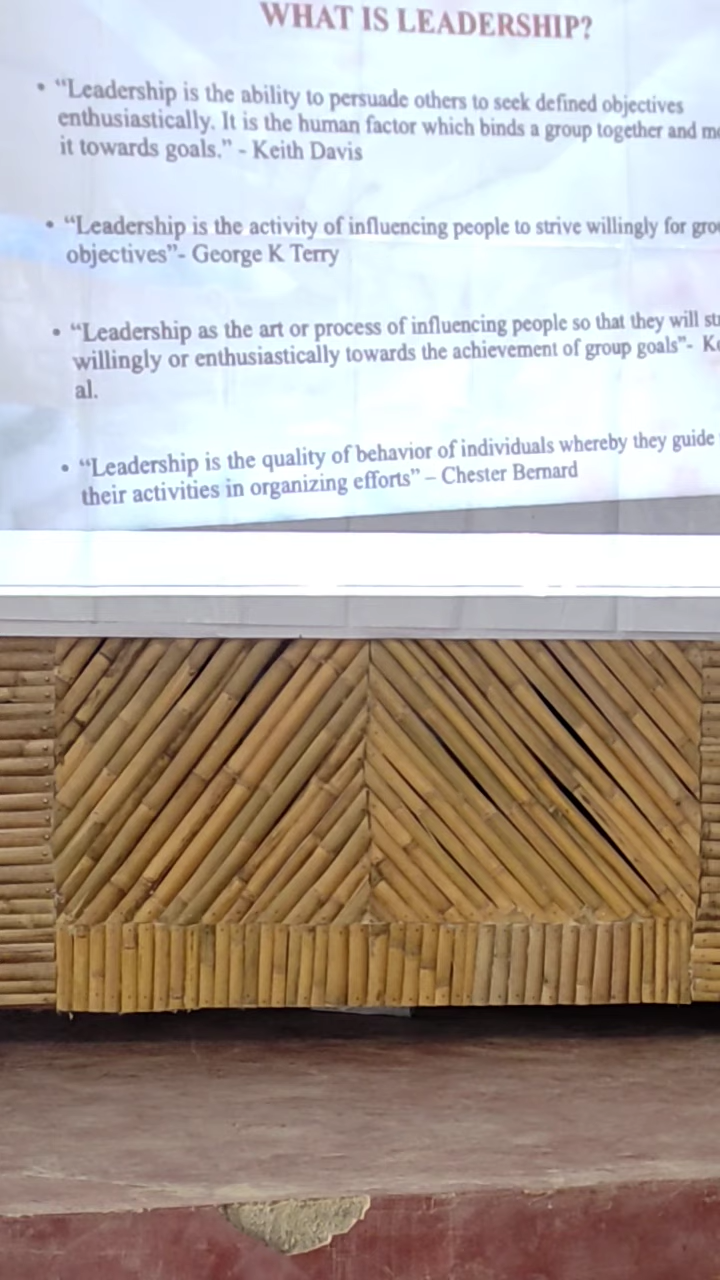 WHAT IS LEADERSHIP?
• “Leadership is the ability to persuade others to seek defined objectives
enthusiastically. It is the human factor which binds a group together and
it towards goals.” - Keith Davis
• “Leadership is the activity of influencing people to strive willingly for
objectives”- George K Terry
• “Leadership as the art or process of influencing people so that they will
willingly or enthusiastically towards the achievement of group goals”-
al.
• “Leadership is the quality of behavior of individuals whereby they guide
their activities in organizing efforts” – Chester Bernard